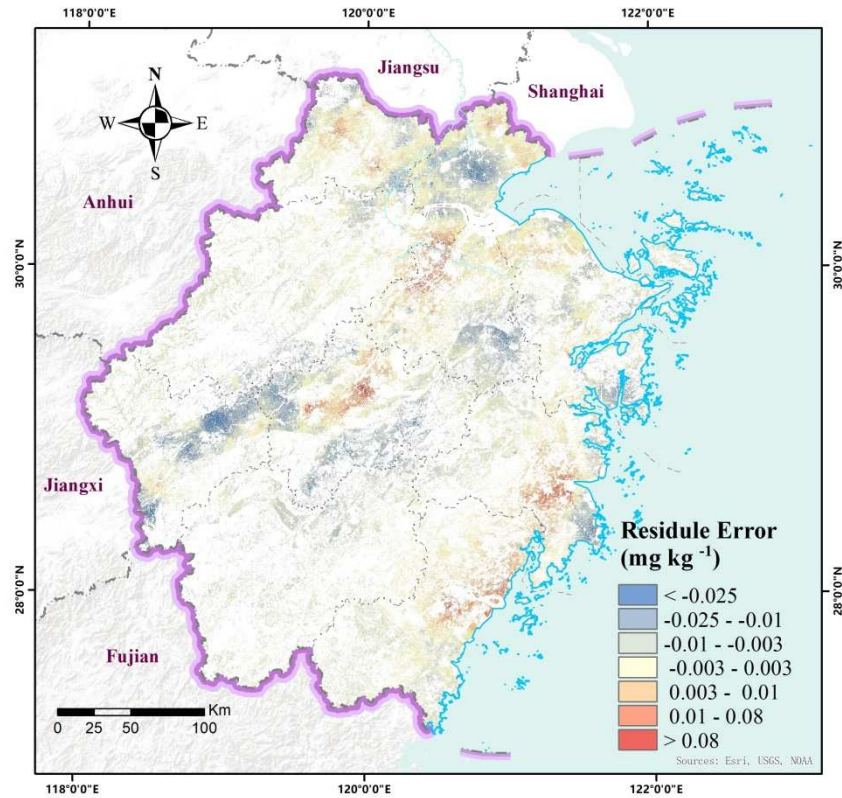 118°0'0"E
120°0'0"E
122°0'0"E
Jiangsu
Shanghai
N
W
E
S
Anhui
30°0'0"N
30°0'0"N
Jiangxi
Residule Error
(mg kg -1)
< -0.025
-0.025 - -0.01
-0.01 - -0.003
-0.003 - 0.003
0.003 - 0.01
0.01 - 0.08
> 0.08
28°0'0"N
28°0'0"N
Fujian
Km
0 25 50 100
Sources: Esri, USGS, NOAA
118°0'0"E
120°0'0"E
122°0'0"E